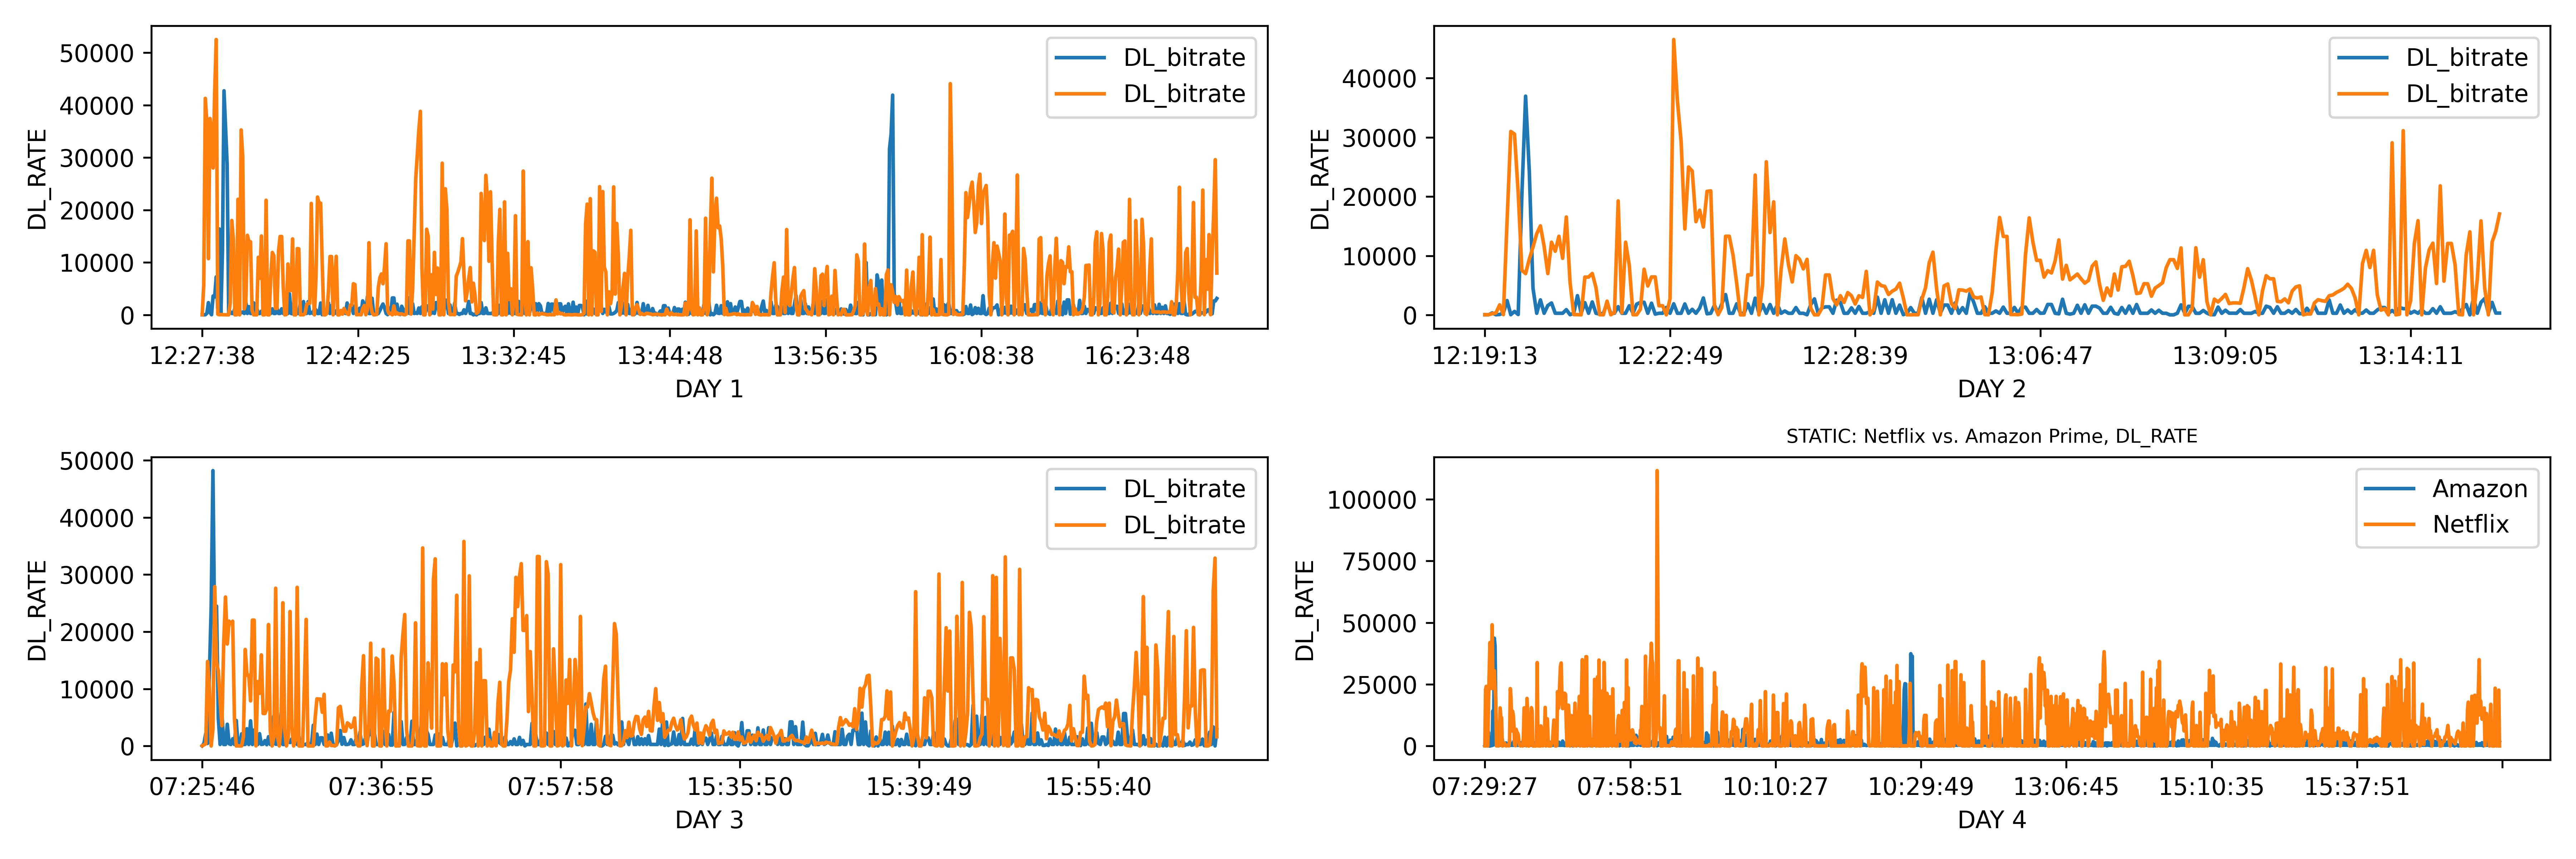 50000
40000
30000
20000
10000
0
DL_RATE
DL_bitrate
DL_bitrate
12:27:38 12:42:25 13:32:45 13:44:48 13:56:35 16:08:38 16:23:48
DAY 1
40000
30000
20000
10000
0
DL_RATE
DL_bitrate
DL_bitrate
12:19:13 12:22:49 12:28:39 13:06:47 13:09:05 13:14:11
DAY 2
50000
40000
30000
20000
10000
0
DL_RATE
DL_bitrate
DL_bitrate
07:25:46 07:36:55 07:57:58 15:35:50 15:39:49 15:55:40
DAY 3
STATIC: Netflix vs. Amazon Prime, DL_RATE
100000
75000
50000
25000
0
DL_RATE
Amazon
Netflix
07:29:27 07:58:51 10:10:27 10:29:49 13:06:45 15:10:35 15:37:51
DAY 4